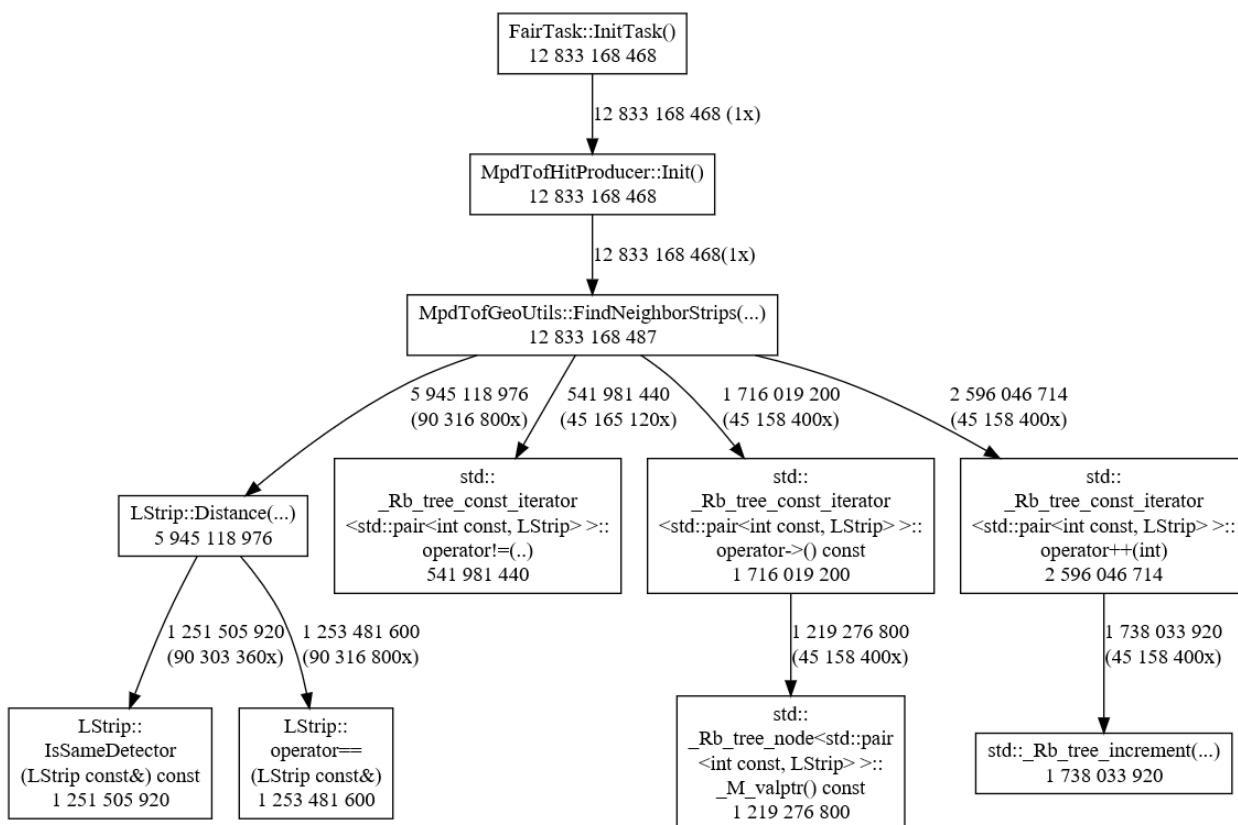 FairTask::InitTask()
12 833 168 468
12 833 168 468 (1x)
MpdTofHitProducer::Init()
12 833 168 468
12 833 168 468(1x)
MpdTofGeoUtils::FindNeighborStrips(...)
12 833 168 487
5 945 118 976
(90 316 800x)
541 981 440
(45 165 120x)
1 716 019 200
(45 158 400x)
2 596 046 714
(45 158 400x)
LStrip::Distance(...)
5 945 118 976
std::
_Rb_tree_const_iterator
<std::pair<int const, LStrip> >::
operator!=(..)
541 981 440
std::
_Rb_tree_const_iterator
<std::pair<int const, LStrip> >::
operator->() const
1 716 019 200
std::
_Rb_tree_const_iterator
<std::pair<int const, LStrip> >::
operator++(int)
2 596 046 714
1 251 505 920
(90 303 360x)
1 253 481 600
(90 316 800x)
1 219 276 800
(45 158 400x)
1 738 033 920
(45 158 400x)
LStrip::
IsSameDetector
(LStrip const&) const
1 251 505 920
LStrip::
operator==
(LStrip const&)
1 253 481 600
std::
_Rb_tree_node<std::pair
<int const, LStrip> >::
_M_valptr() const
1 219 276 800
std::_Rb_tree_increment(...)
1 738 033 920